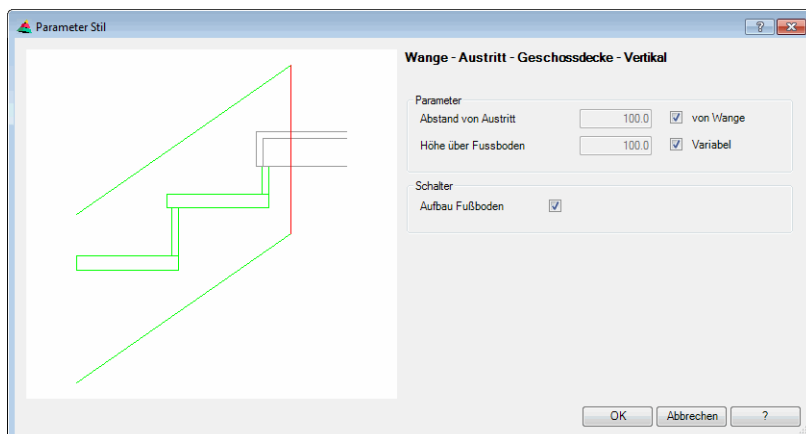 Parameter Stil
?
Wange - Austritt - Geschossdecke - Vertikal
Parameter
Abstand von Austritt 100.0 von Wange
Höhe über Fussboden 100.0 Variabel
Schalter
Aufbau Fußboden
OK Abbrechen ?